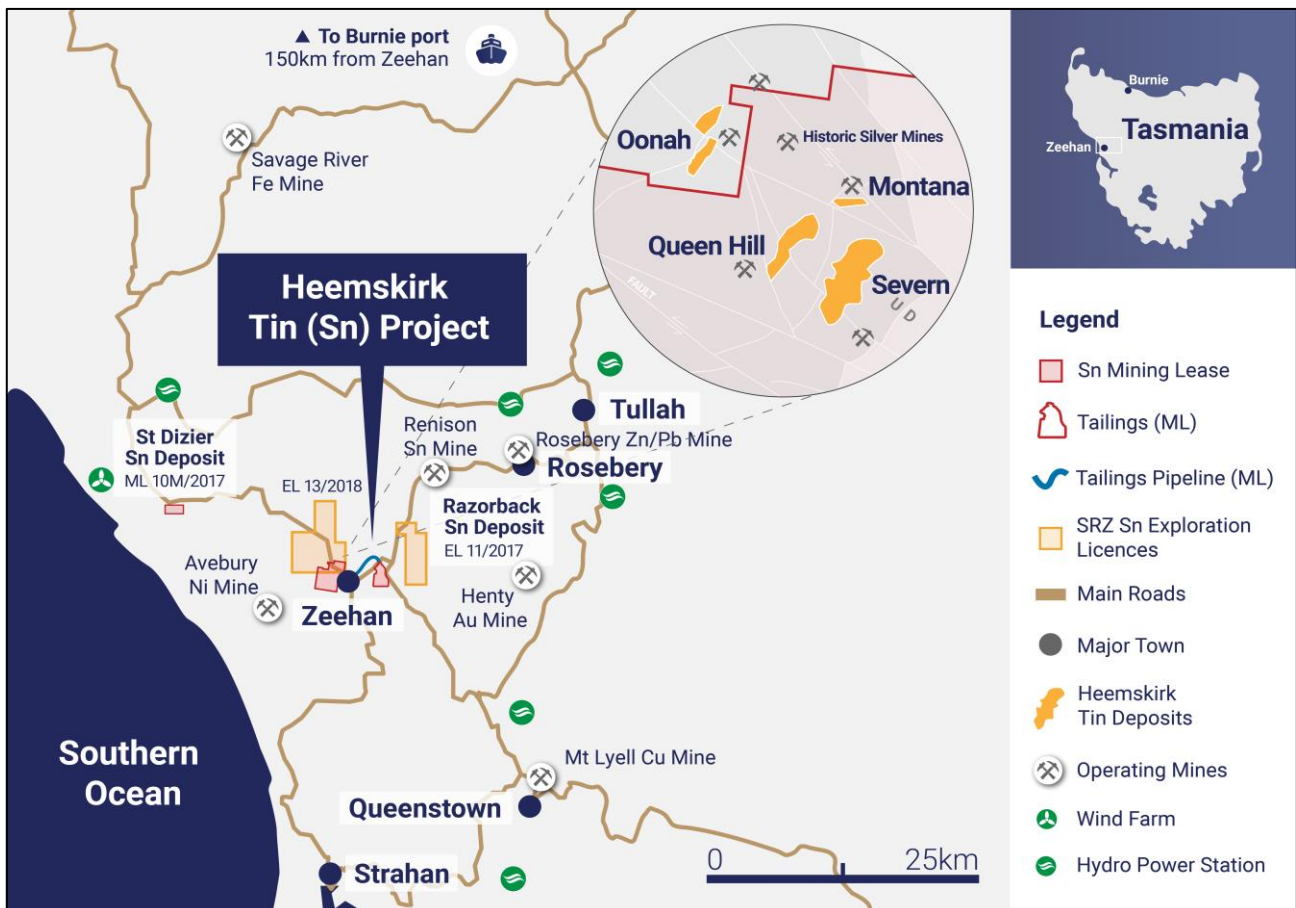 ▲ To Burnie port
150km from Zeehan
Savage River
Fe Mine
Heemskirk
Tin (Sn) Project
Oonah
Historic Silver Mines
Montana
Queen Hill
Severn
FAULT
U D
St Dizier
Sn Deposit
ML 10M/2017
EL 13/2018
Renison
Sn Mine
Tullah
Rosebery Zn/Pb Mine
Rosebery
Razorback
Sn Deposit
EL 11/2017
Avebury
Ni Mine
Zeehan
Henty
Au Mine
Southern
Ocean
Mt Lyell Cu Mine
Queenstown
Strahan
0 25km
Burnie
Tasmania
Zeehan
Legend
Sn Mining Lease
Tailings (ML)
Tailings Pipeline (ML)
SRZ Sn Exploration
Licences
Main Roads
Major Town
Heemskirk
Tin Deposits
Operating Mines
Wind Farm
Hydro Power Station